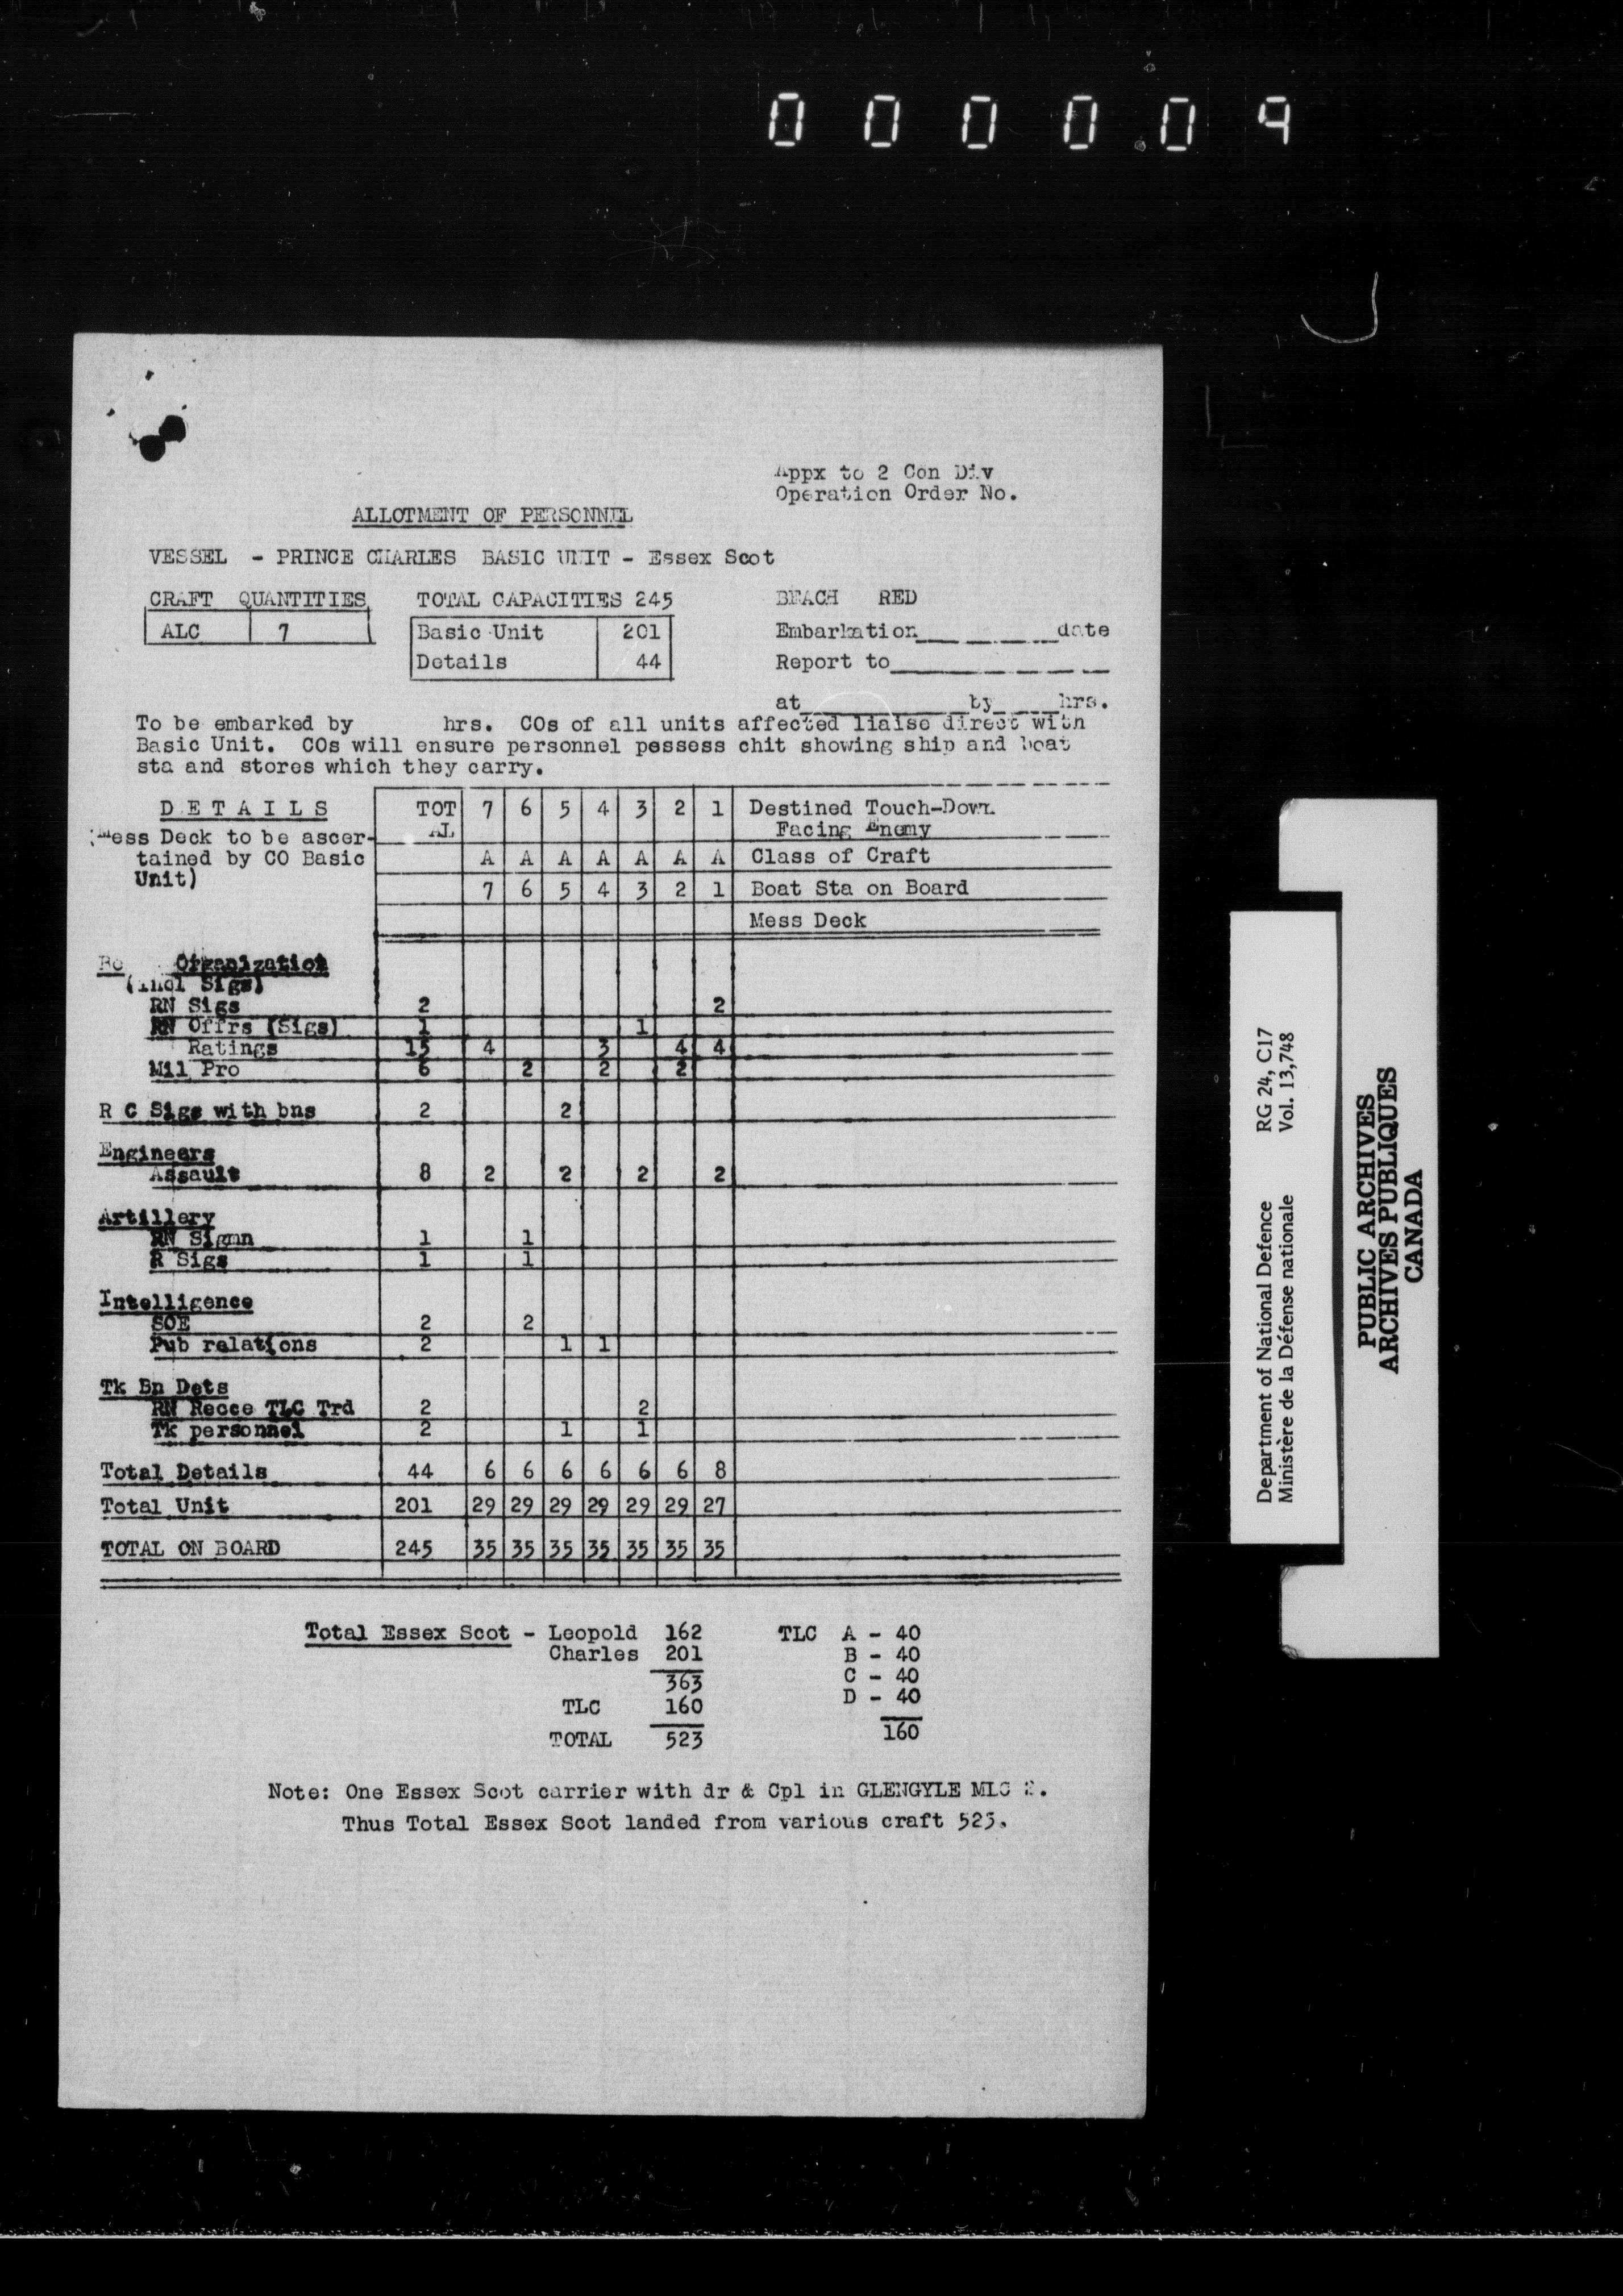 000009
Appx to 2 Con Div
Operation Order No.
ALLOTMENT OF PERSONNEL
VESSEL - PRINCE CHARLES BASIC UNIT - Essex Scot
CRAFT QUANTITIES
ALC 7
TOTAL CAPACITIES 245
Basic Unit 201
Details 44
BEACH RED
Embarkation date
Report to
at by hrs.
To be embarked by hrs. COs of all units affected liaise direct with
Basic Unit. COs will ensure personnel possess chit showing ship and boat
sta and stores which they carry.
DETAILS
(Mess Deck to be ascer-
tained by CO Basic
Unit)
TOTAL 7 6 5 4 3 2 1 Destined Touch-Down
Facing Enemy
A A A A A A A Class of Craft
7 6 5 4 3 2 1 Boat Sta on Board
Mess Deck
Organization
(incl Sigs)
RN Sigs 2 2
RN Offrs (Sigs) 1 1
Ratings 15 4 3 4 4
Mil Pro 6 2 2 2
R C Sigs with bns 2 2
Engineers
Assault 8 2 2 2 2
Artillery
RN Sigmn 1 1
R Sigs 1 1
Intelligence
SOE 2 2
Pub relations 2 1 1
Tk Bn Dets
RN Recce TLC Trd 2 2
Tk personnel 2 1 1
Total Details 44 6 6 6 6 6 6 8
Total Unit 201 29 29 29 29 29 29 27
TOTAL ON BOARD 245 35 35 35 35 35 35 35
Total Essex Scot - Leopold 162
Charles 201
363
TLC 160
TOTAL 523
TLC A - 40
B - 40
C - 40
D - 40
160
Note: One Essex Scot carrier with dr & Cpl in GLENGYLE MLC 2.
Thus Total Essex Scot landed from various craft 523.
Department of National Defence RG 24, C17
Ministère de la Défense nationale Vol. 13,748
PUBLIC ARCHIVES
ARCHIVES PUBLIQUES
CANADA